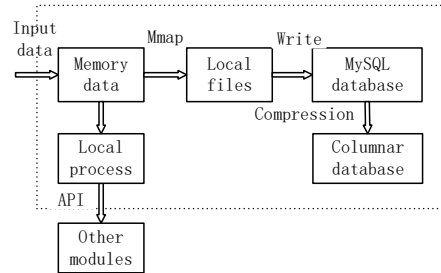 Input
data
Memory
data
Mmap
Local
files
Write
MySQL
database
Compression
Local
process
Columnar
database
API
Other
modules